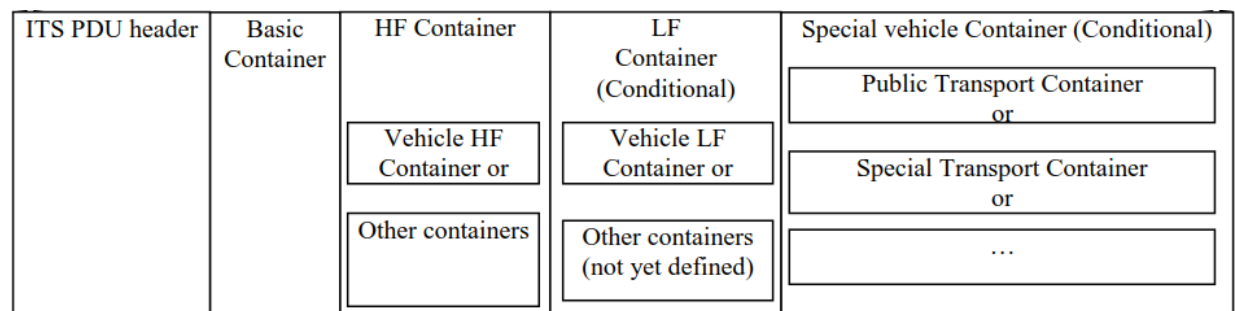 ITS PDU header
Basic
Container
HF Container
Vehicle HF
Container or
Other containers
LF
Container
(Conditional)
Vehicle LF
Container or
Other containers
(not yet defined)
Special vehicle Container (Conditional)
Public Transport Container
or
Special Transport Container
or
…